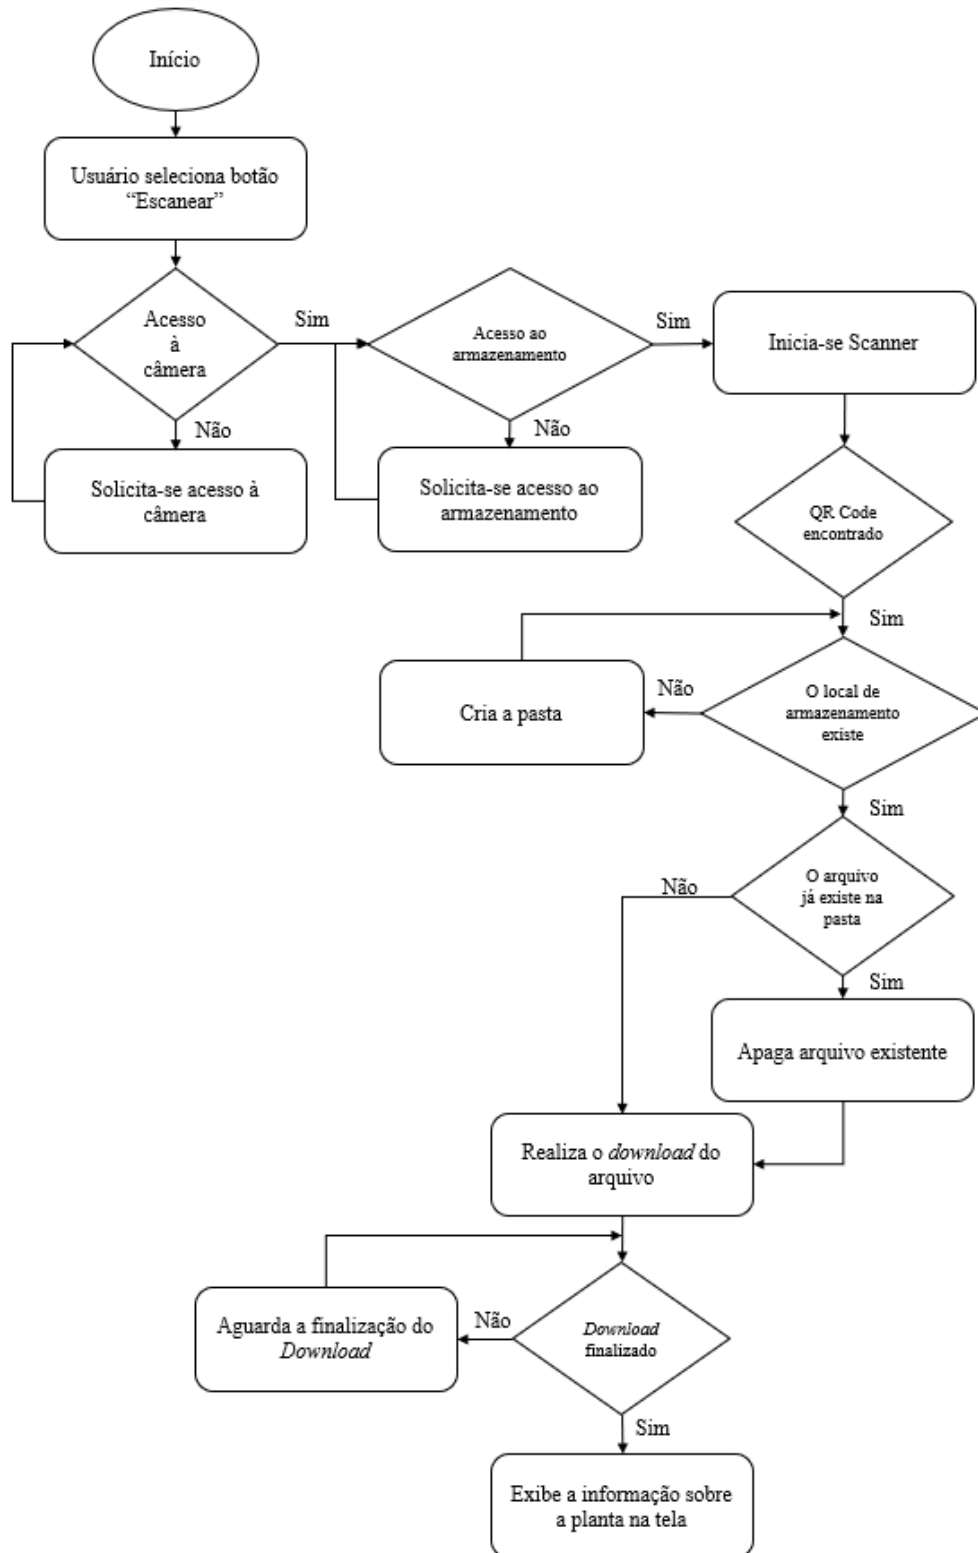 Início
Usuário seleciona botão
“Escanear”
Acesso
à
câmera
Sim
Acesso ao
armazenamento
Sim
Inicia-se Scanner
Não
Solicita-se acesso à
câmera
Não
Solicita-se acesso ao
armazenamento
QR Code
encontrado
Sim
Cria a pasta
Não
O local de
armazenamento
existe
Sim
Não
O arquivo
já existe na
pasta
Sim
Apaga arquivo existente
Realiza o download do
arquivo
Aguarda a finalização do
Download
Não
Download
finalizado
Sim
Exibe a informação sobre
a planta na tela